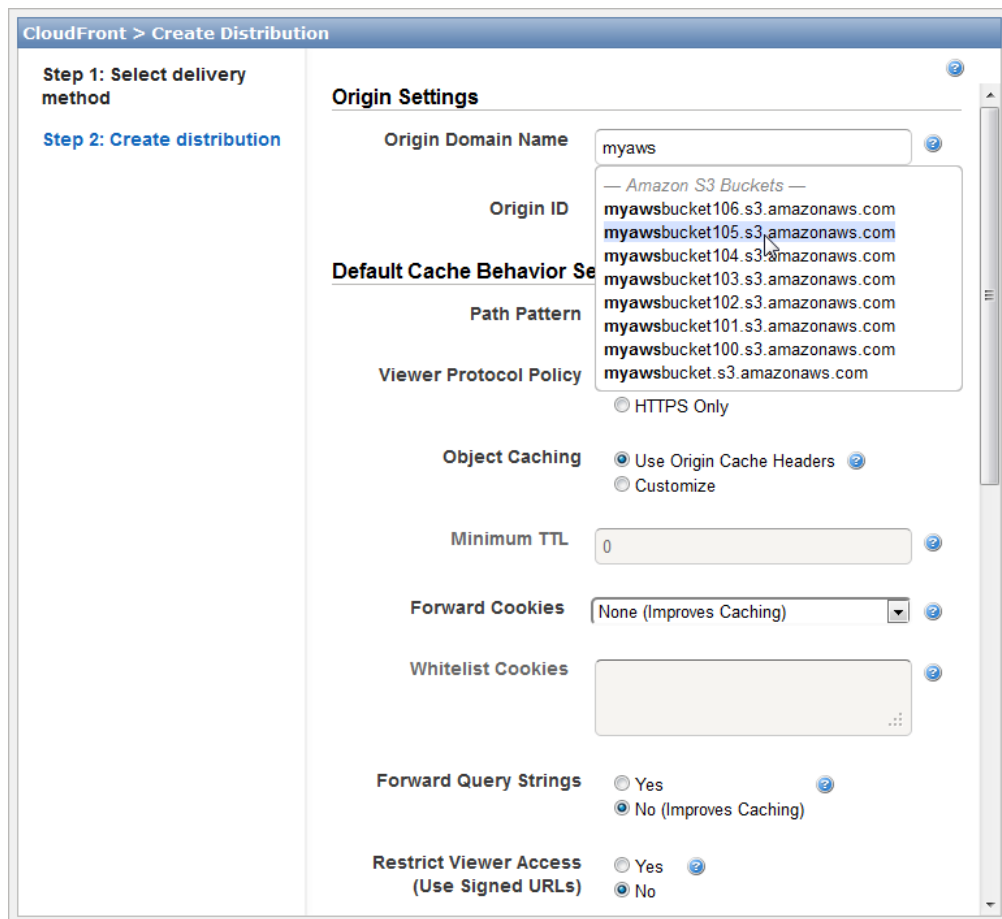 CloudFront > Create Distribution
Step 1: Select delivery
method
Step 2: Create distribution
Origin Settings
Origin Domain Name
myaws
— Amazon S3 Buckets —
myawsbucket106.s3.amazonaws.com
myawsbucket105.s3.amazonaws.com
myawsbucket104.s3.amazonaws.com
myawsbucket103.s3.amazonaws.com
myawsbucket102.s3.amazonaws.com
myawsbucket101.s3.amazonaws.com
myawsbucket100.s3.amazonaws.com
myawsbucket.s3.amazonaws.com
Origin ID
Default Cache Behavior Se
Path Pattern
Viewer Protocol Policy
HTTPS Only
Object Caching
Use Origin Cache Headers
Customize
Minimum TTL
0
Forward Cookies
None (Improves Caching)
Whitelist Cookies
Forward Query Strings
Yes
No (Improves Caching)
Restrict Viewer Access
(Use Signed URLs)
Yes
No